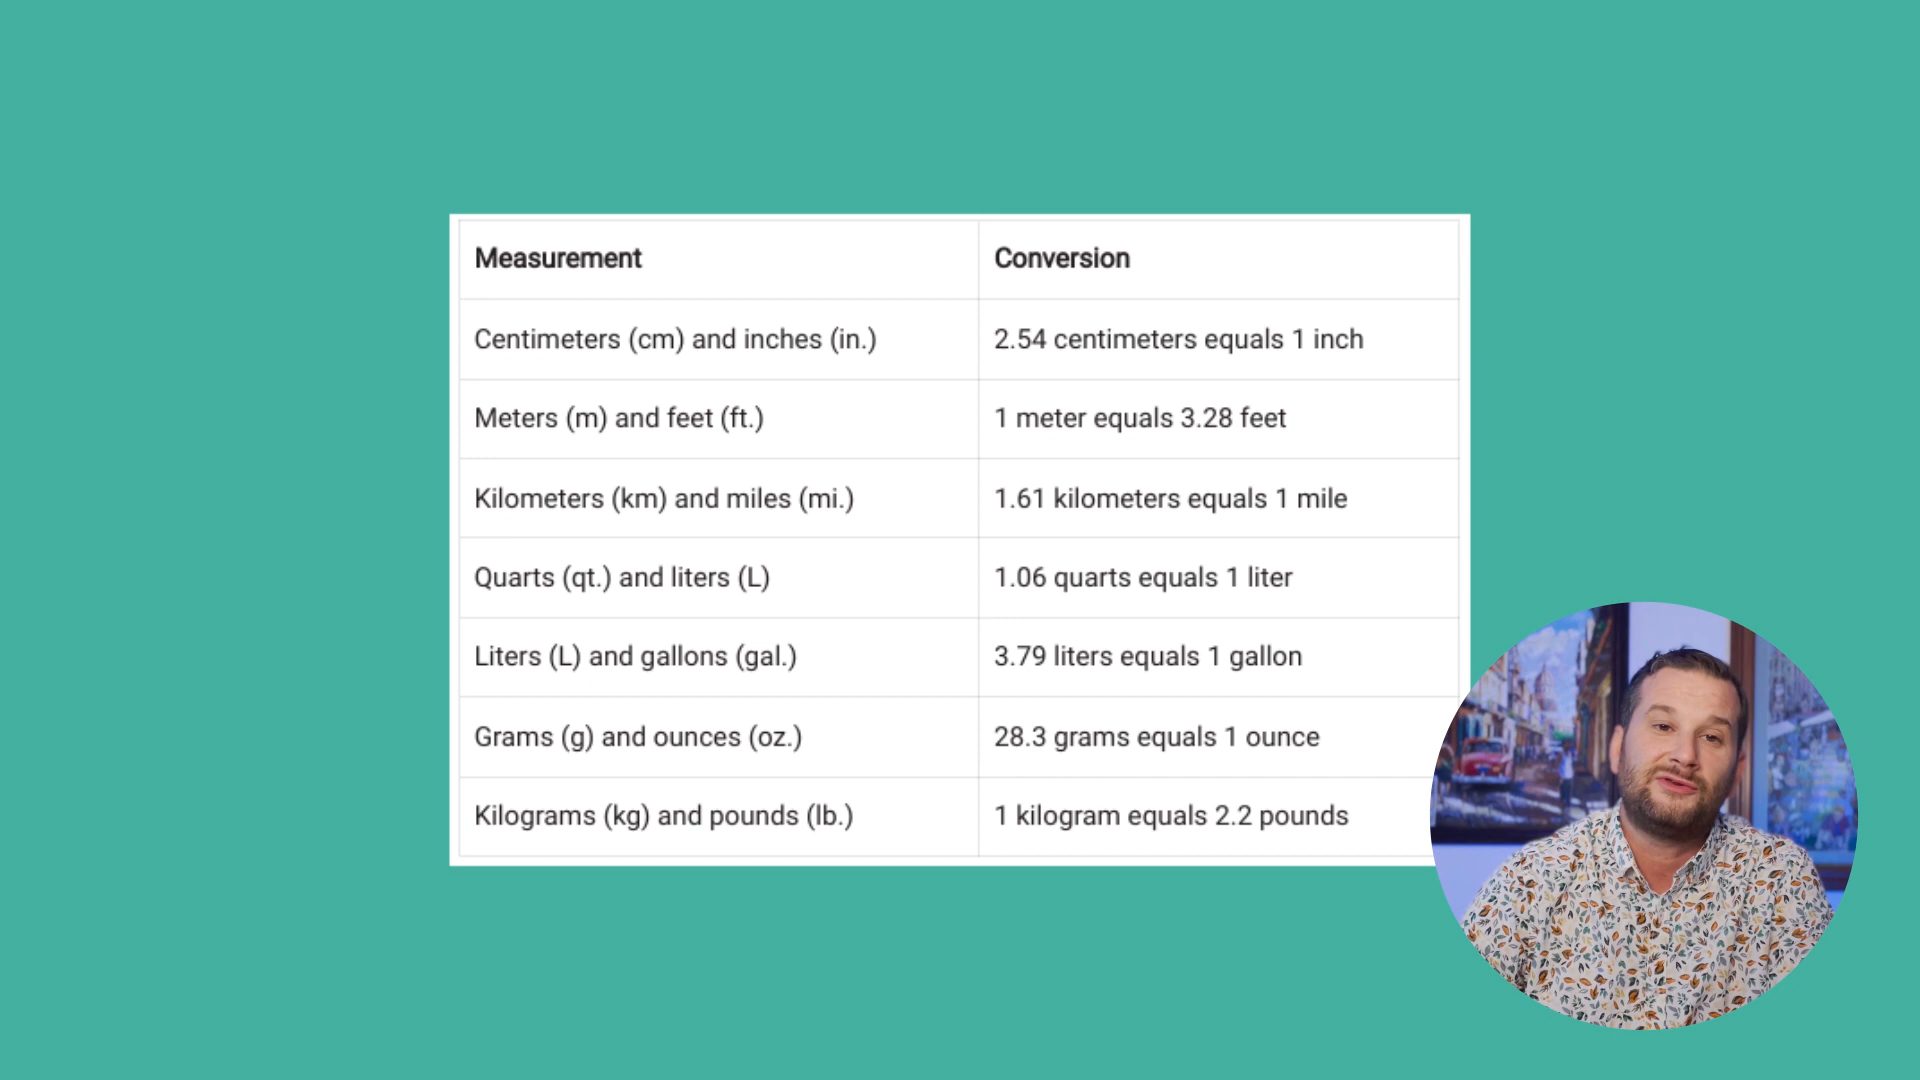 Measurement Conversion
Centimeters (cm) and inches (in.) 2.54 centimeters equals 1 inch
Meters (m) and feet (ft.) 1 meter equals 3.28 feet
Kilometers (km) and miles (mi.) 1.61 kilometers equals 1 mile
Quarts (qt.) and liters (L) 1.06 quarts equals 1 liter
Liters (L) and gallons (gal.) 3.79 liters equals 1 gallon
Grams (g) and ounces (oz.) 28.3 grams equals 1 ounce
Kilograms (kg) and pounds (lb.) 1 kilogram equals 2.2 pounds